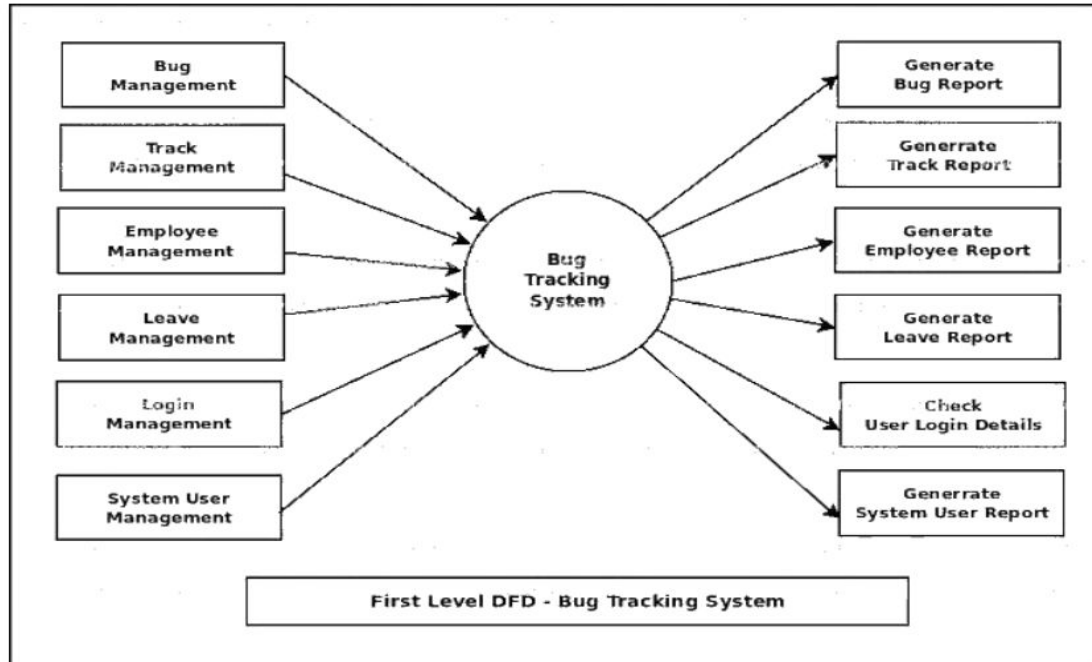 Bug
Management
Track
Management
Employee
Management
Leave
Management
Login
Management
System User
Management
Bug
Tracking
System
Generate
Bug Report
Generrate
Track Report
Generate
Employee Report
Generate
Leave Report
Check
User Login Details
Generrate
System User Report
First Level DFD - Bug Tracking System